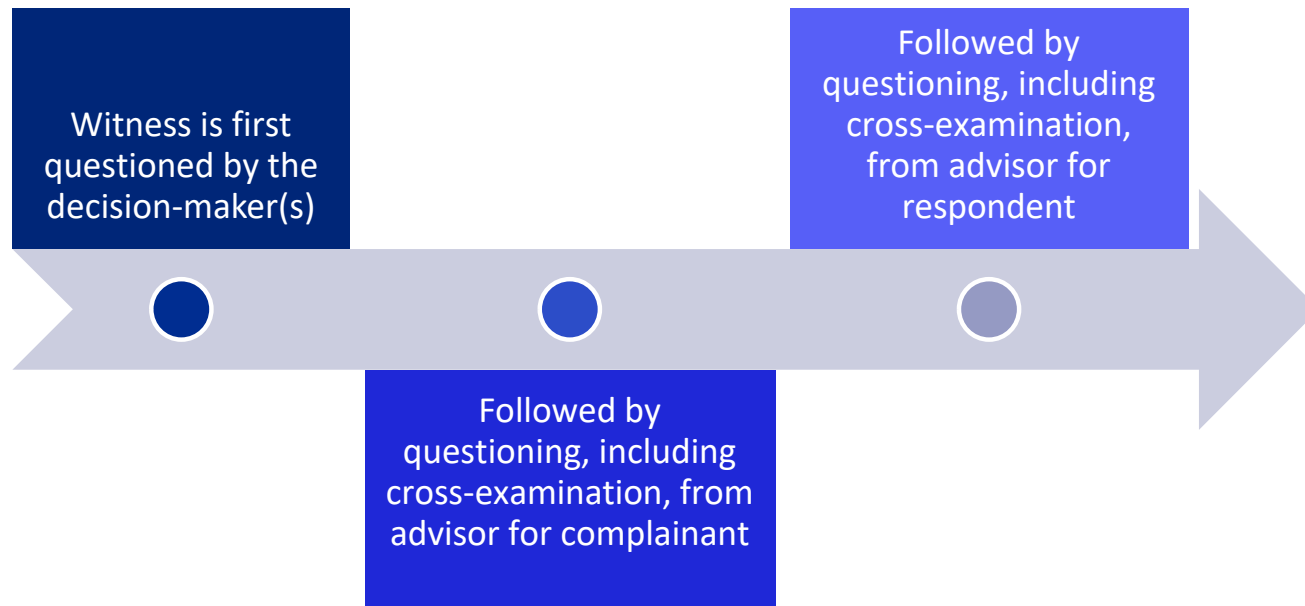 Witness is first
questioned by the
decision-maker(s)
Followed by
questioning, including
cross-examination, from
advisor for complainant
Followed by
questioning, including
cross-examination,
from advisor for
respondent